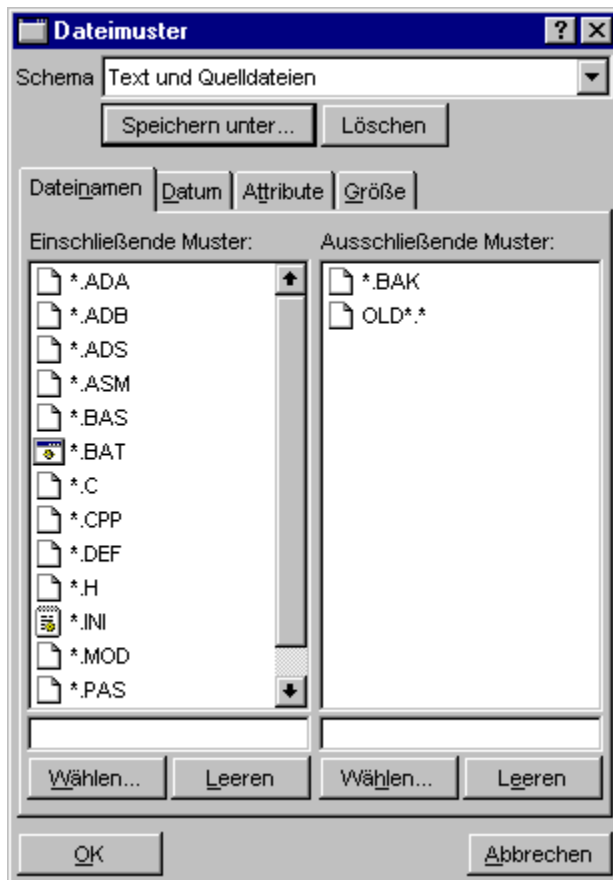 Dateimuster
Schema Text und Quelldateien
Speichern unter... Löschen
Dateinamen Datum Attribute Größe
Einschließende Muster: Ausschließende Muster:
*.ADA *.BAK
*.ADB OLD*.*
*.ADS
*.ASM
*.BAS
*.BAT
*.C
*.CPP
*.DEF
*.H
*.INI
*.MOD
*.PAS
Wählen... Leeren Wählen... Leeren
OK Abbrechen